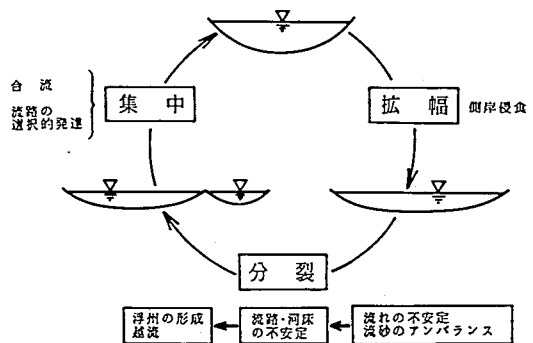 合流
流路の
選択的発達
集中
拡幅
側岸侵食
分裂
浮州の形成
越流
流路・河床
の不安定
流れの不安定
流砂のアンバランス